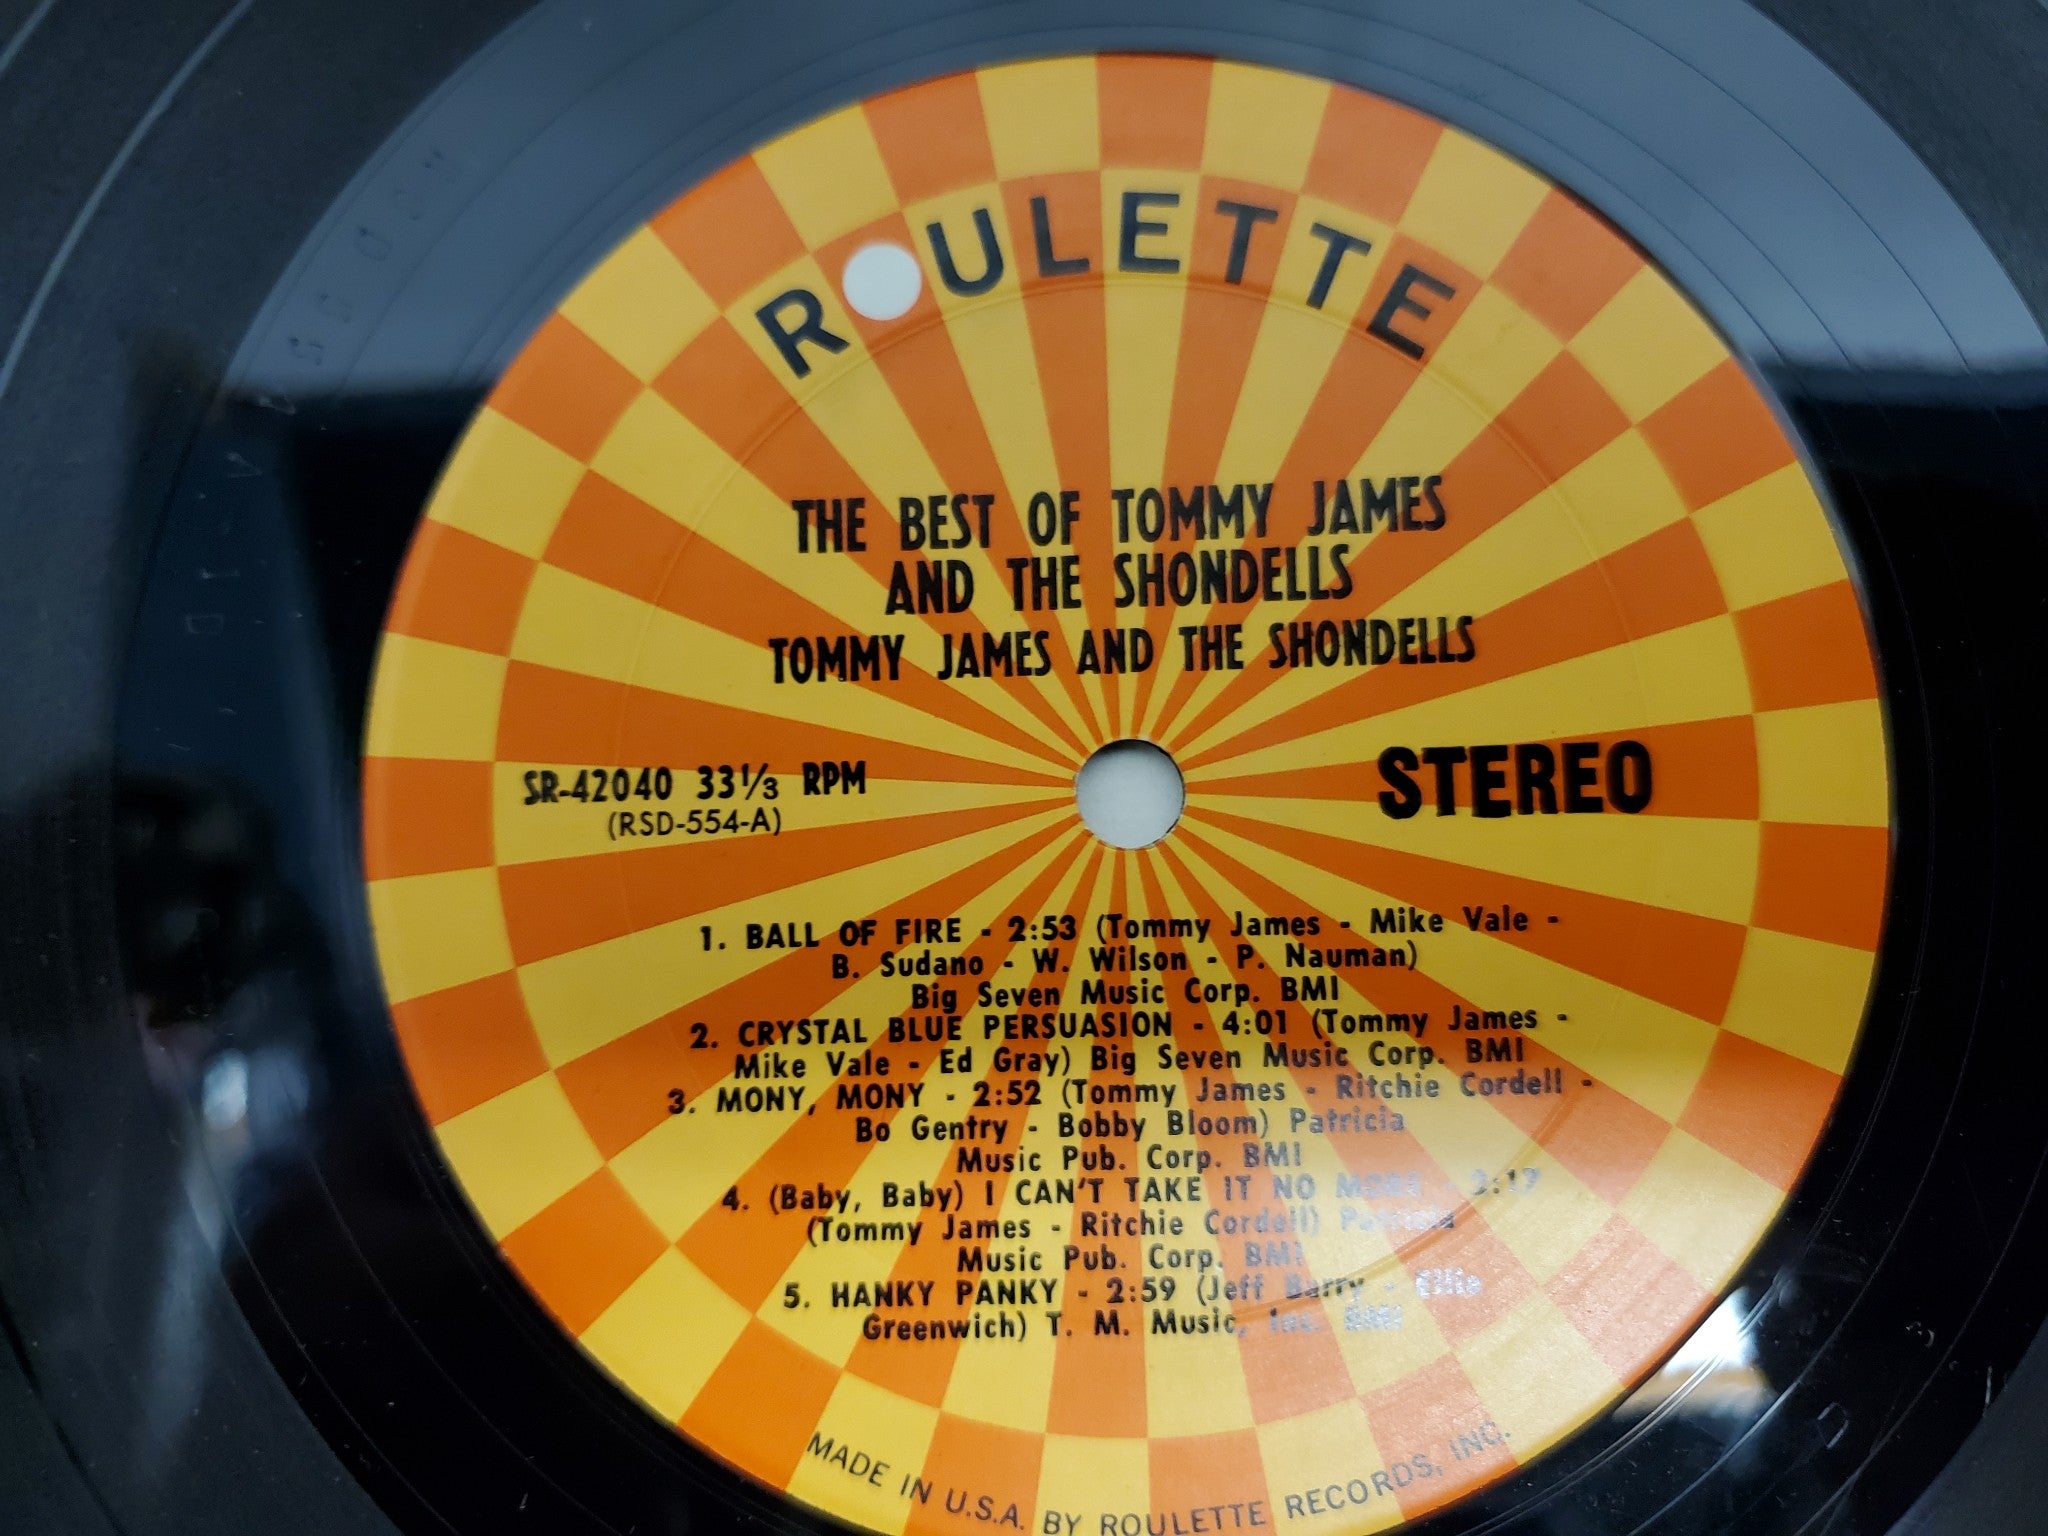 ROULETTE
THE BEST OF TOMMY JAMES
AND THE SHONDELLS
TOMMY JAMES AND THE SHONDELLS
SR-42040 33⅓ RPM
(RSD-554-A)
STEREO
1. BALL OF FIRE - 2:53 (Tommy James - Mike Vale -
B. Sudano - W. Wilson - P. Nauman)
Big Seven Music Corp. BMI
2. CRYSTAL BLUE PERSUASION - 4:01 (Tommy James -
Mike Vale - Ed Gray) Big Seven Music Corp. BMI
3. MONY, MONY - 2:52 (Tommy James - Ritchie Cordell -
Bo Gentry - Bobby Bloom) Patricia
Music Pub. Corp. BMI
4. (Baby, Baby) I CAN'T TAKE IT NO MORE -
(Tommy James - Ritchie Cordell) Patricia
Music Pub. Corp. BMI
5. HANKY PANKY - 2:59 (Jeff Barry - Ellie
Greenwich) T. M. Music, Inc. BMI
MADE IN U.S.A. BY ROULETTE RECORDS, INC.